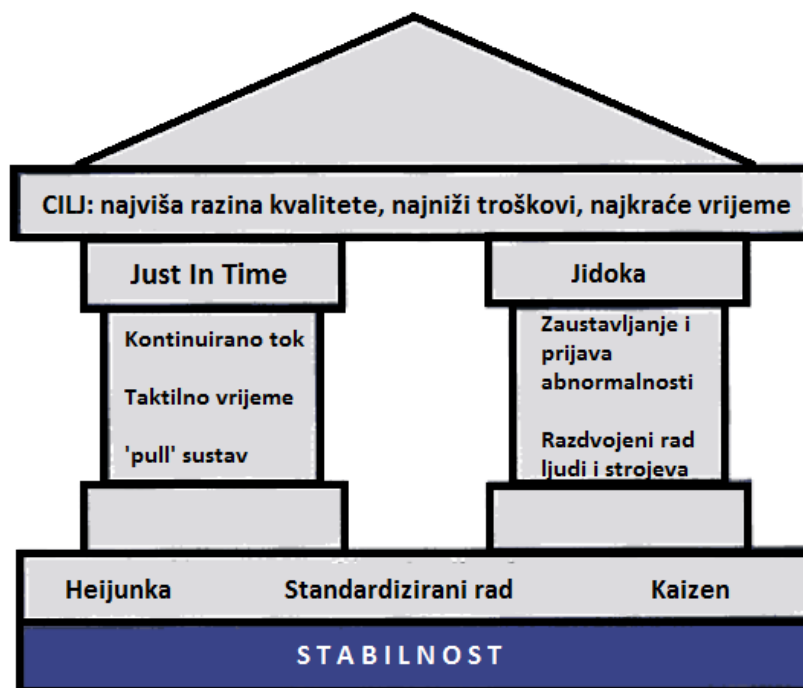 CILJ: najviša razina kvalitete, najniži troškovi, najkraće vrijeme
Just In Time
Kontinuirano tok
Taktilno vrijeme
'pull' sustav
Jidoka
Zaustavljanje i
prijava
abnormalnosti
Razdvojeni rad
ljudi i strojeva
Heijunka Standardizirani rad Kaizen
STABILNOST